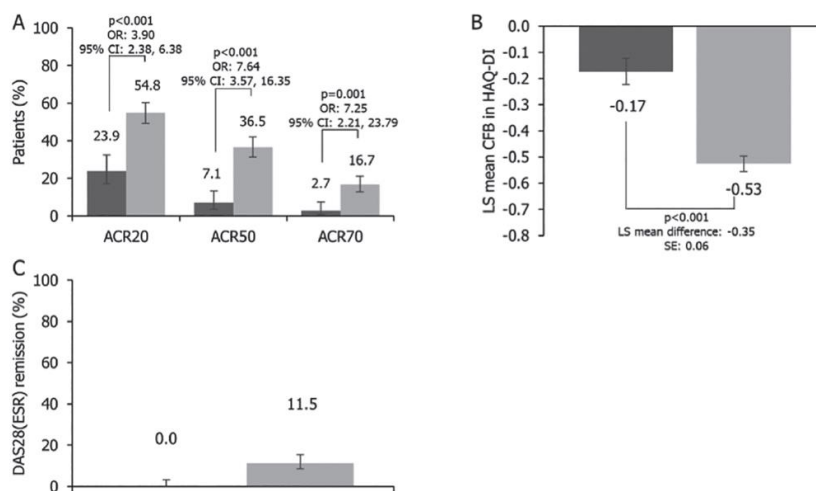 A
Patients (%)
100
80
60
40
20
0
p<0.001
OR: 3.90
95% CI: 2.38, 6.38
p<0.001
OR: 7.64
95% CI: 3.57, 16.35
p=0.001
OR: 7.25
95% CI: 2.21, 23.79
23.9
54.8
7.1
36.5
2.7
16.7
ACR20
ACR50
ACR70
B
LS mean CFB in HAQ-DI
0.0
-0.1
-0.2
-0.3
-0.4
-0.5
-0.6
-0.7
-0.8
-0.17
-0.53
p<0.001
LS mean difference: -0.35
SE: 0.06
C
DAS28(ESR) remission (%)
100
80
60
40
20
0
0.0
11.5